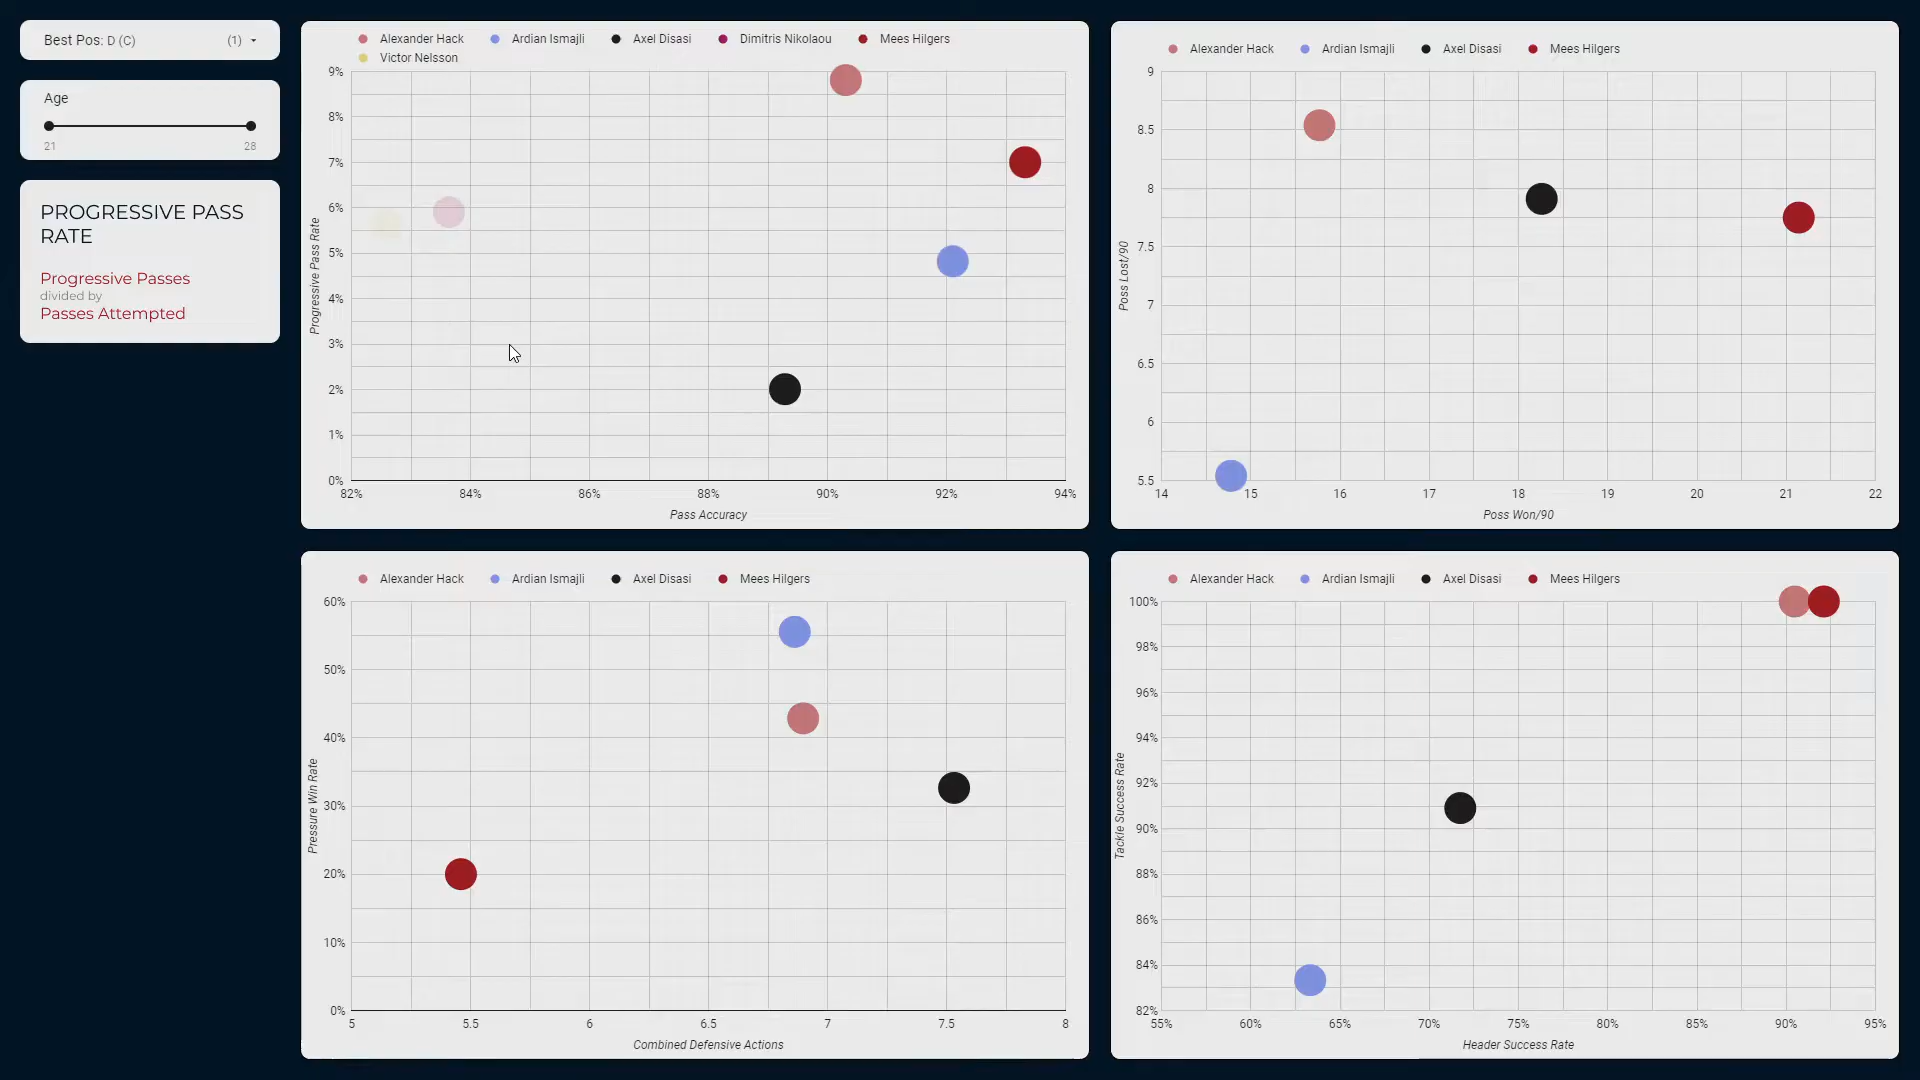 Best Pos: D (C) (1)
Age
21 28
PROGRESSIVE PASS
RATE
Progressive Passes
divided by
Passes Attempted
Alexander Hack Ardian Ismajli Axel Disasi Dimitris Nikolaou Mees Hilgers
Victor Nelsson
9%
8%
7%
6%
5%
4%
3%
2%
1%
0%
Progressive Pass Rate
82% 84% 86% 88% 90% 92% 94%
Pass Accuracy
Alexander Hack Ardian Ismajli Axel Disasi Mees Hilgers
9
8.5
8
7.5
7
6.5
6
5.5
Poss Lost/90
14 15 16 17 18 19 20 21 22
Poss Won/90
Alexander Hack Ardian Ismajli Axel Disasi Mees Hilgers
60%
50%
40%
30%
20%
10%
0%
Pressure Win Rate
5 5.5 6 6.5 7 7.5 8
Combined Defensive Actions
Alexander Hack Ardian Ismajli Axel Disasi Mees Hilgers
100%
98%
96%
94%
92%
90%
88%
86%
84%
82%
Tackle Success Rate
55% 60% 65% 70% 75% 80% 85% 90% 95%
Header Success Rate